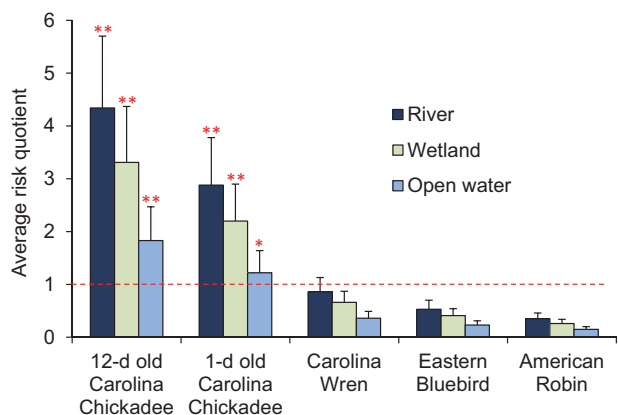 6
5
4
3
2
1
0
Average risk quotient
**
**
**
**
**
*
River
Wetland
Open water
12-d old
Carolina
Chickadee
1-d old
Carolina
Chickadee
Carolina
Wren
Eastern
Bluebird
American
Robin